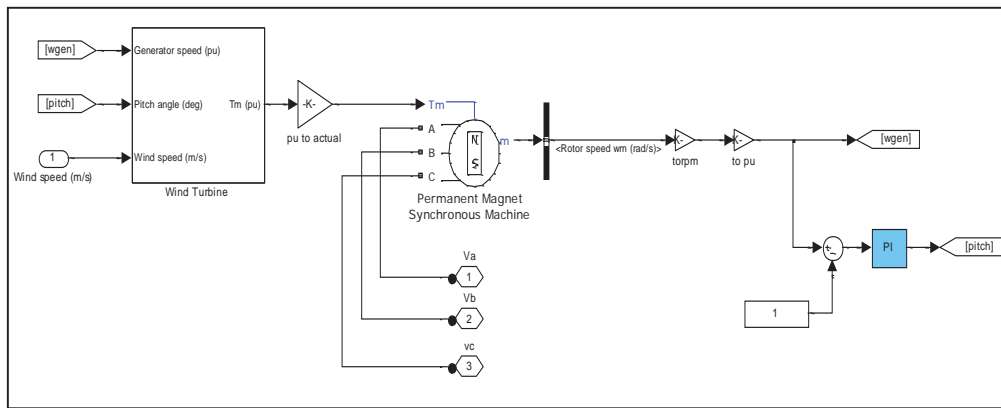 [wgen]
Generator speed (pu)
[pitch]
Pitch angle (deg)
Tm (pu)
-K-
pu to actual
1
Wind speed (m/s)
Wind speed (m/s)
Wind Turbine
Tm
A
B
C
N
S
m
Permanent Magnet
Synchronous Machine
<Rotor speed wm (rad/s)>
K-
torpm
K-
to pu
[wgen]
PI
[pitch]
1
Va
1
Vb
2
vc
3